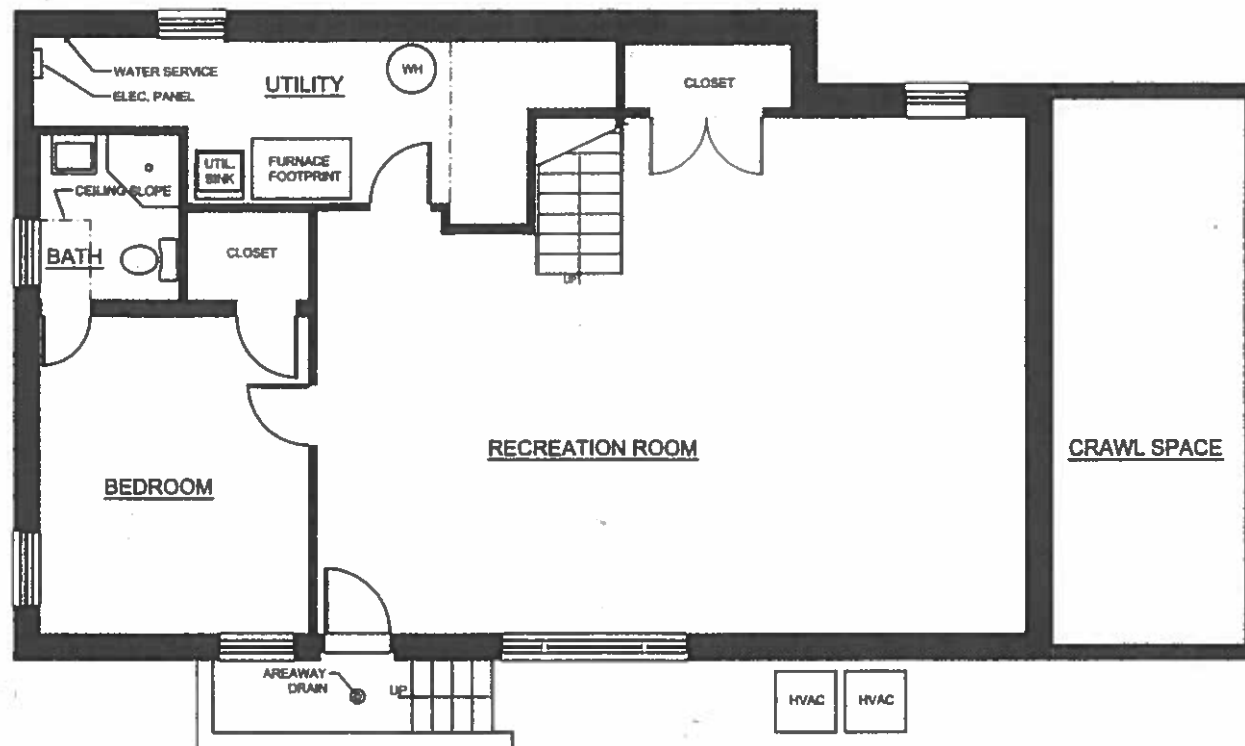 WATER SERVICE
ELEC. PANEL
UTILITY
WH
CLOSET
UTIL.
SINK
FURNACE
FOOTPRINT
CEILING SLOPE
BATH
CLOSET
UP
RECREATION ROOM
CRAWL SPACE
BEDROOM
AREAWAY
DRAIN
UP
HVAC
HVAC